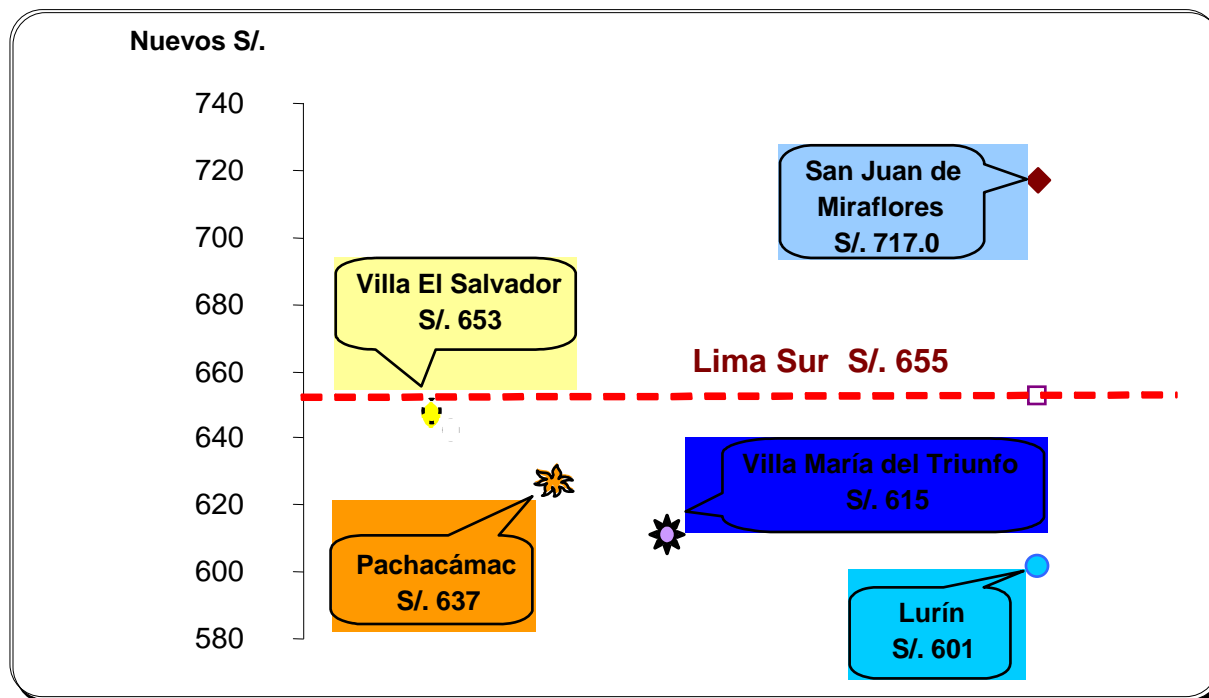 Nuevos S/.
740
720
700
680
660
640
620
600
580
San Juan de
Miraflores
S/. 717.0
Villa El Salvador
S/. 653
Lima Sur S/. 655
Villa María del Triunfo
S/. 615
Pachacámac
S/. 637
Lurín
S/. 601